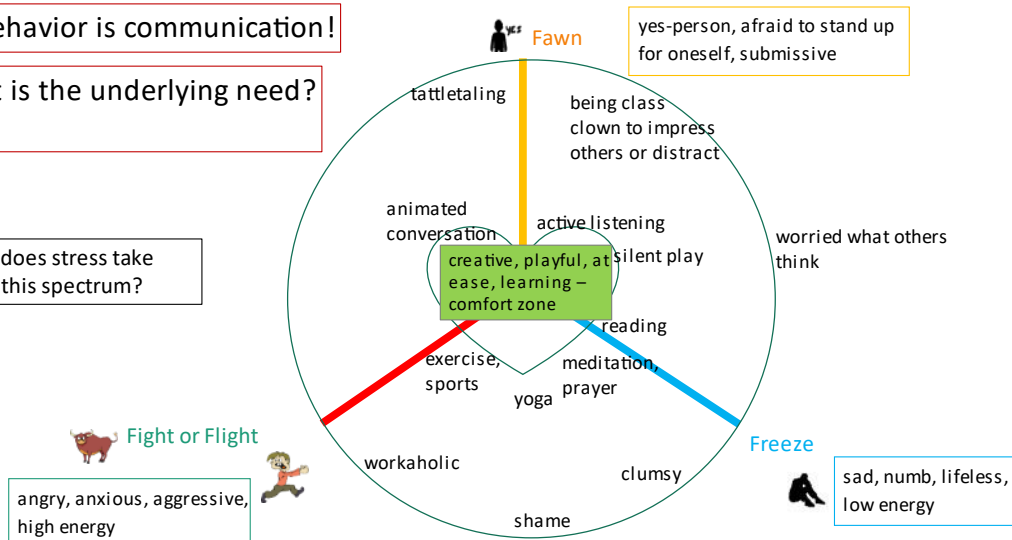 ehavior is communication!
t is the underlying need?
does stress take
this spectrum?
YES
Fawn
yes-person, afraid to stand up
for oneself, submissive
tattletaling
being class
clown to impress
others or distract
animated
conversation
active listening
silent play
worried what others
think
creative, playful, at
ease, learning –
comfort zone
reading
exercise,
sports
meditation,
prayer
yoga
Fight or Flight
Freeze
workaholic
clumsy
shame
angry, anxious, aggressive,
high energy
sad, numb, lifeless,
low energy